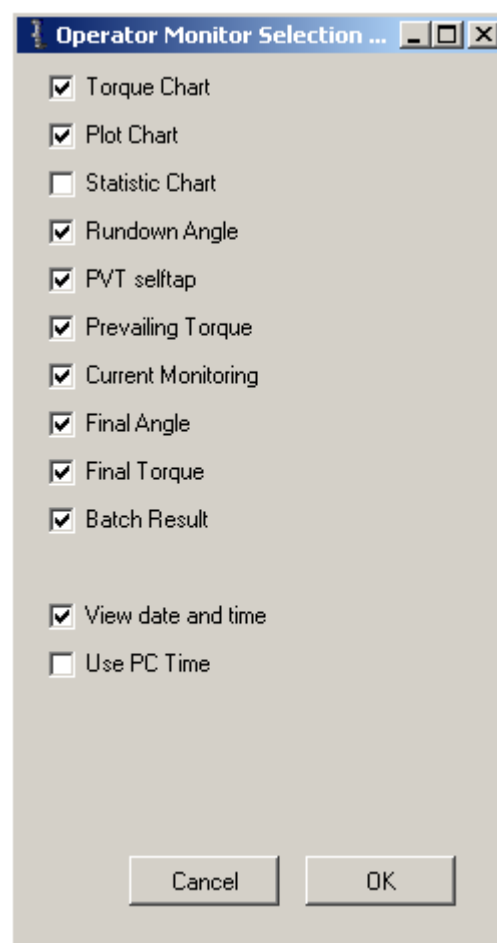 Operator Monitor Selection ...
Torque Chart
Plot Chart
Statistic Chart
Rundown Angle
PVT selftap
Prevailing Torque
Current Monitoring
Final Angle
Final Torque
Batch Result
View date and time
Use PC Time
Cancel OK